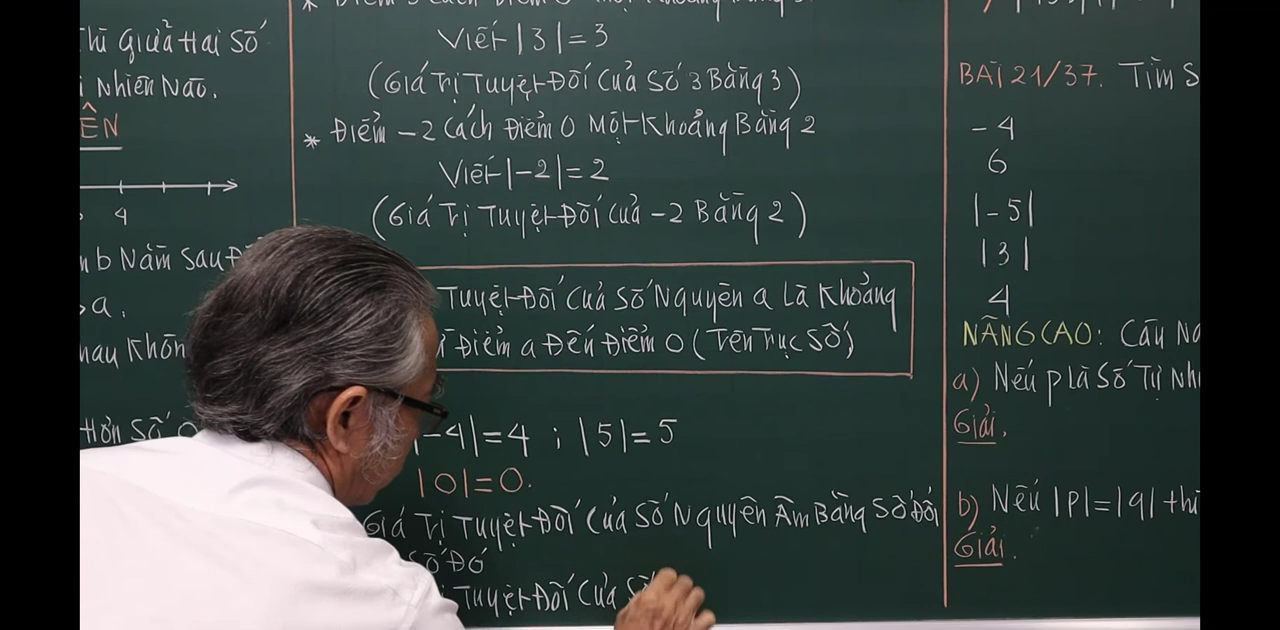 Thì Giữa Hai Số
Nhiên Nào.
ÊN
4
b Nằm Sau
a.
nhau Khôn
Hơn Số 0
Viết |3| = 3
(Giá Trị Tuyệt Đối Của Số 3 Bằng 3)
* Điểm -2 Cách Điểm 0 Một Khoảng Bằng 2
Viết |-2| = 2
(Giá Trị Tuyệt Đối Của -2 Bằng 2)
Tuyệt Đối Của Số Nguyên a Là Khoảng
Điểm a Đến Điểm 0 (Trên Trục Số)
-4| = 4 ; |5| = 5
|0| = 0.
Giá Trị Tuyệt Đối Của Số Nguyên Âm Bằng Số Đối
Số Đó
Tuyệt Đối Của
BÀI 21/37. Tìm S
-4
6
|-5|
|3|
4
NÂNG CAO: Câu Nà
a) Nếu p Là Số Tự Nhi
Giải.
b) Nếu |p| = |q| thì
Giải.